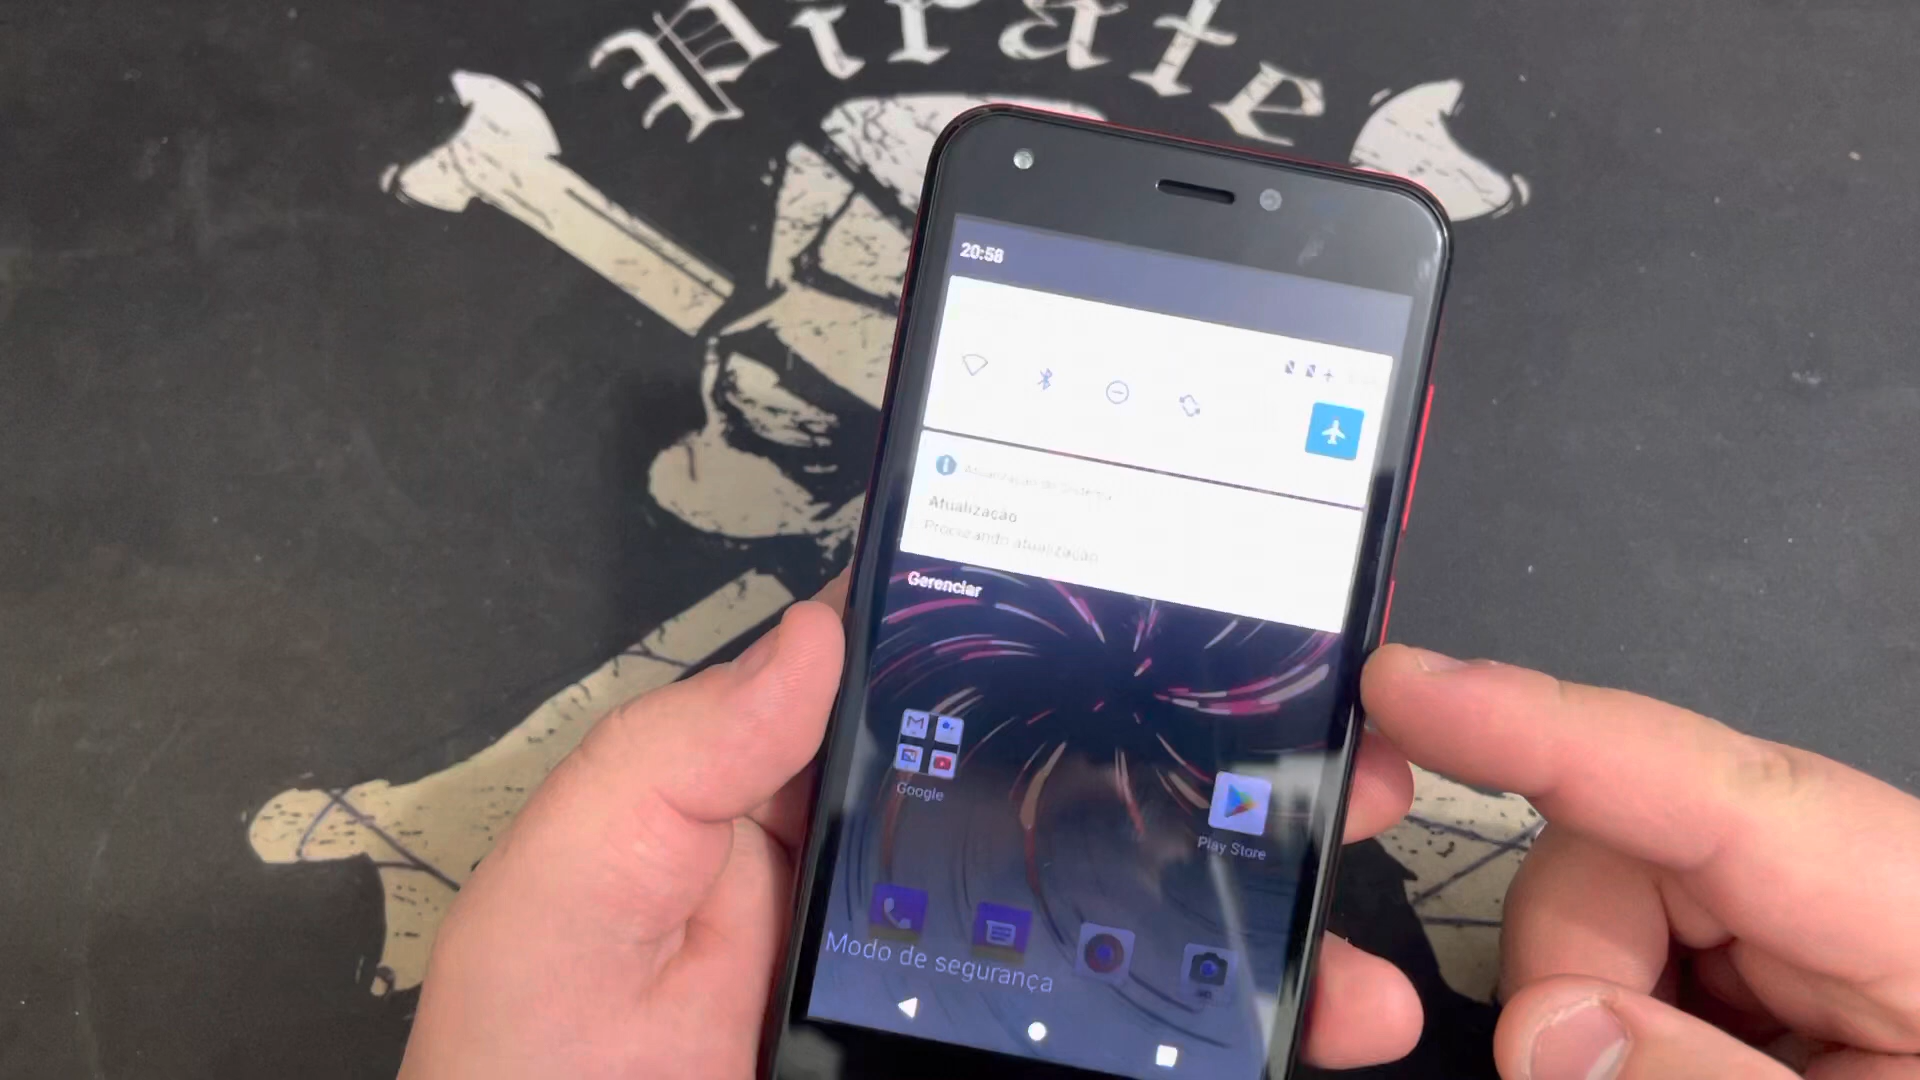 Pirate
20:58
Atualização do Sistema
Atualização
Procurando atualização
Gerenciar
Google
Play Store
Modo de segurança